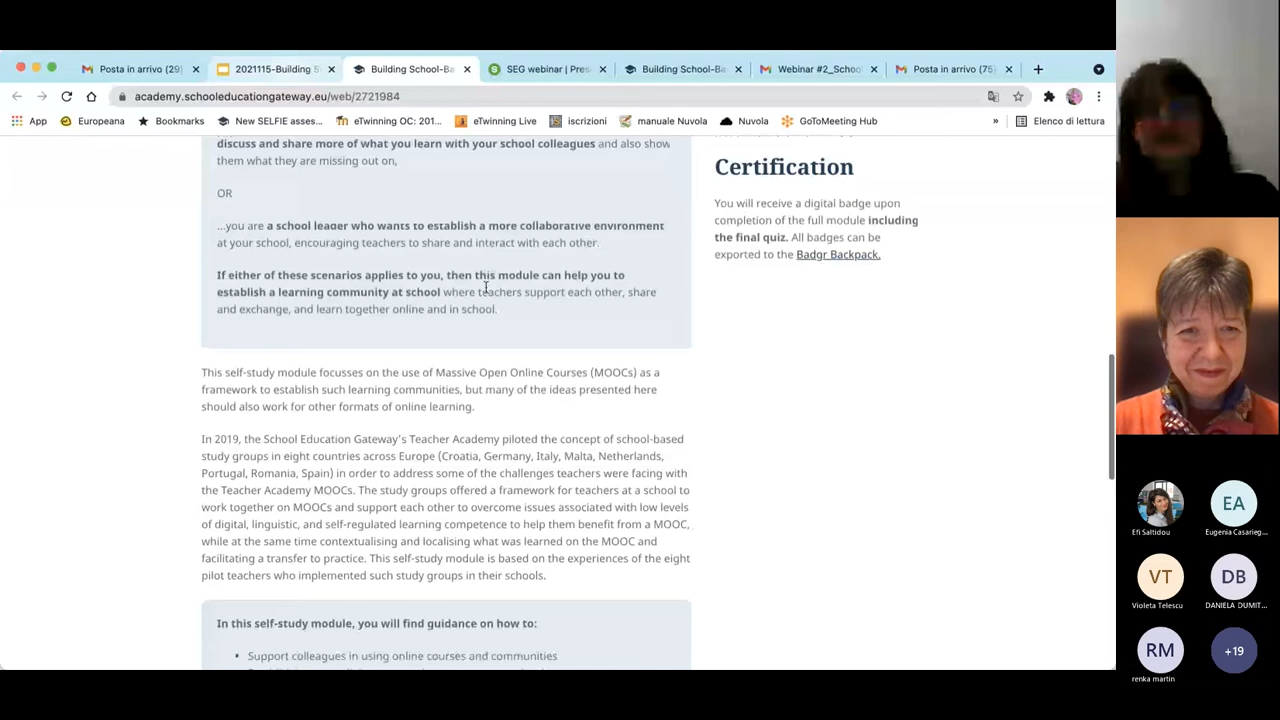 Posta in arrivo (29)
2021115-Building S
Building School-Ba
SEG webinar | Pres
Building School-Ba
Webinar #2_Schoo
Posta in arrivo (75)
academy.schooleducationgateway.eu/web/2721984
App
Europeana
Bookmarks
New SELFIE asses...
eTwinning OC: 201...
eTwinning Live
iscrizioni
manuale Nuvola
Nuvola
GoToMeeting Hub
»
Elenco di lettura
discuss and share more of what you learn with your school colleagues and also show
them what they are missing out on,
OR
...you are a school leader who wants to establish a more collaborative environment
at your school, encouraging teachers to share and interact with each other.
If either of these scenarios applies to you, then this module can help you to
establish a learning community at school where teachers support each other, share
and exchange, and learn together online and in school.
This self-study module focusses on the use of Massive Open Online Courses (MOOCs) as a
framework to establish such learning communities, but many of the ideas presented here
should also work for other formats of online learning.
In 2019, the School Education Gateway's Teacher Academy piloted the concept of school-based
study groups in eight countries across Europe (Croatia, Germany, Italy, Malta, Netherlands,
Portugal, Romania, Spain) in order to address some of the challenges teachers were facing with
the Teacher Academy MOOCs. The study groups offered a framework for teachers at a school to
work together on MOOCs and support each other to overcome issues associated with low levels
of digital, linguistic, and self-regulated learning competence to help them benefit from a MOOC,
while at the same time contextualising and localising what was learned on the MOOC and
facilitating a transfer to practice. This self-study module is based on the experiences of the eight
pilot teachers who implemented such study groups in their schools.
In this self-study module, you will find guidance on how to:
• Support colleagues in using online courses and communities
Certification
You will receive a digital badge upon
completion of the full module including
the final quiz. All badges can be
exported to the Badgr Backpack.
Efi Saltidou
EA
Eugenia Casarieg...
VT
Violeta Telescu
DB
DANIELA DUMIT...
RM
renka martin
+19